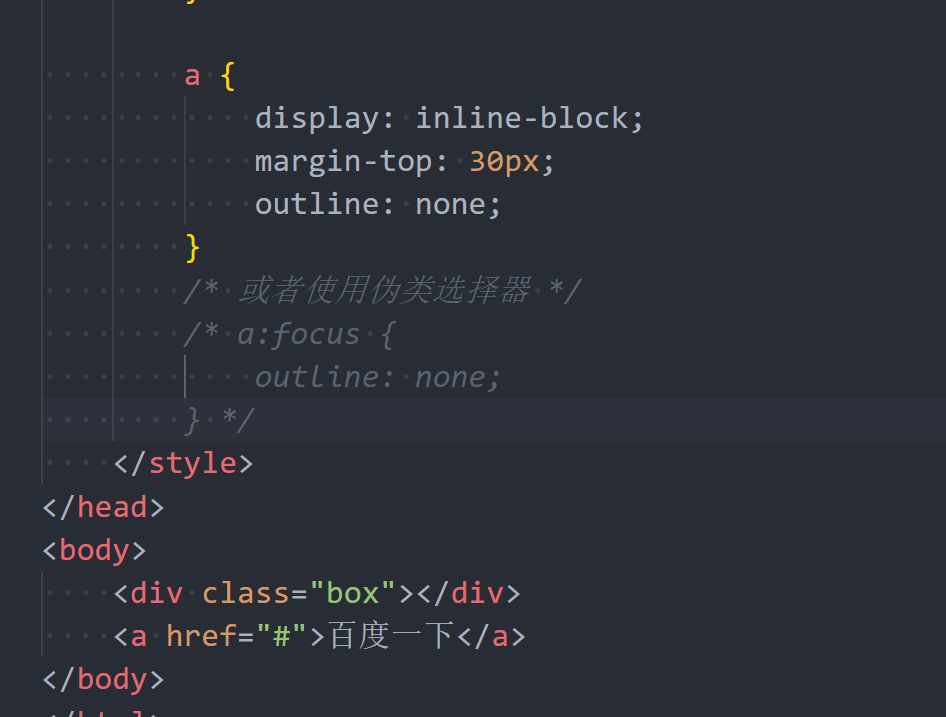 a {
display: inline-block;
margin-top: 30px;
outline: none;
}
/* 或者使用伪类选择器 */
/* a:focus {
outline: none;
} */
</style>
</head>
<body>
<div class="box"></div>
<a href="#">百度一下</a>
</body>